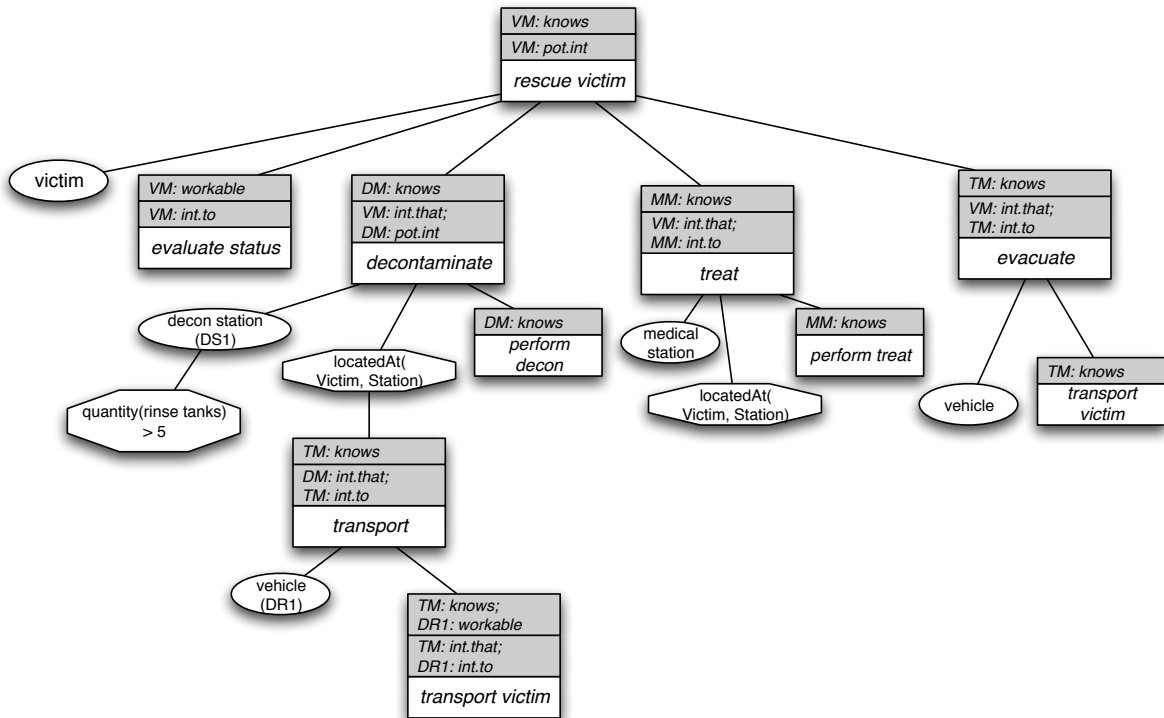 VM: knows
VM: pot.int
rescue victim
victim
VM: workable
VM: int.to
evaluate status
DM: knows
VM: int.that;
DM: pot.int
decontaminate
MM: knows
VM: int.that;
MM: int.to
treat
TM: knows
VM: int.that;
TM: int.to
evacuate
decon station
(DS1)
quantity(rinse tanks)
> 5
locatedAt(
Victim, Station)
DM: knows
perform
decon
medical
station
locatedAt(
Victim, Station)
MM: knows
perform treat
vehicle
TM: knows
transport
victim
TM: knows
DM: int.that;
TM: int.to
transport
vehicle
(DR1)
TM: knows;
DR1: workable
TM: int.that;
DR1: int.to
transport victim